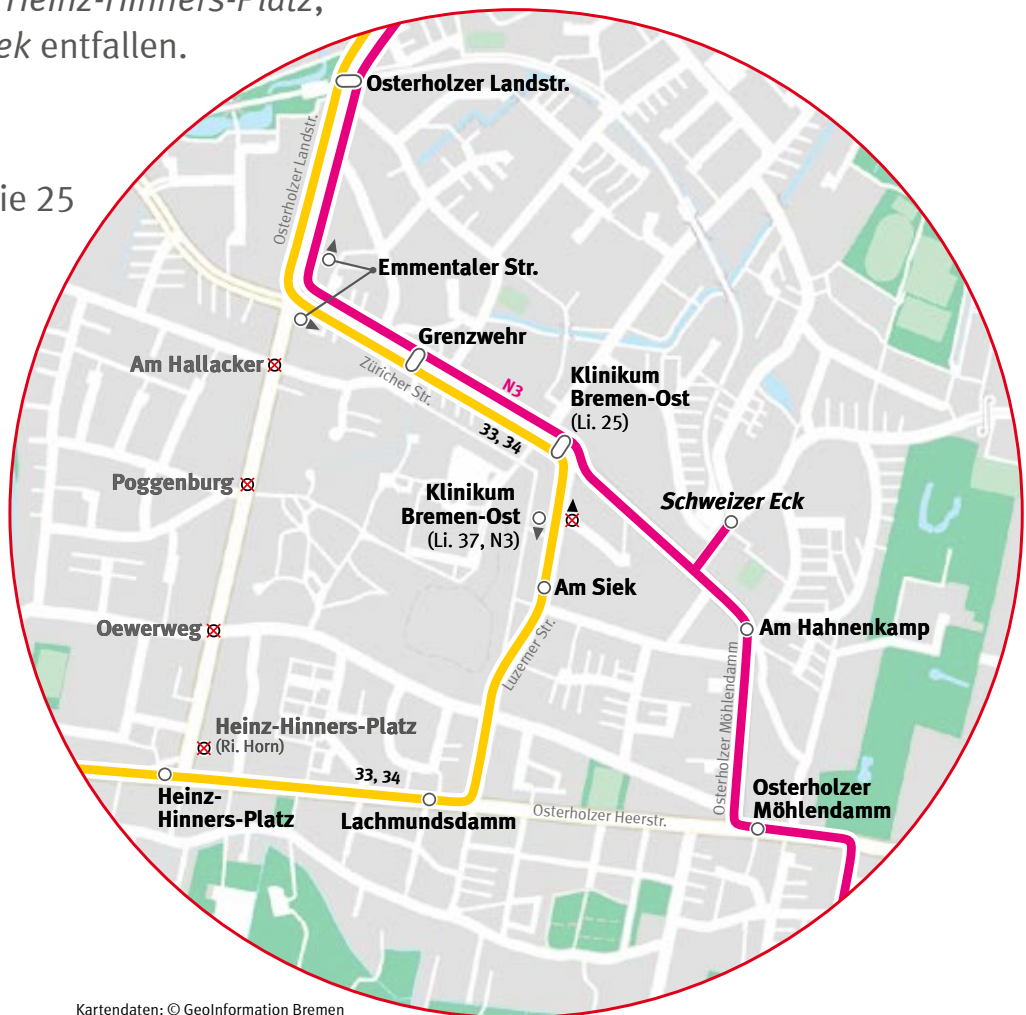 Heinz-Hinners-Platz,
ek entfallen.
ie 25
Osterholzer Landstr.
Osterholzer Landstr.
Emmentaler Str.
Grenzwehr
Am Hallacker
Züricher Str.
N3
Klinikum
Bremen-Ost
(Li. 25)
33, 34
Poggenburg
Klinikum
Bremen-Ost
(Li. 37, N3)
Schweizer Eck
Am Siek
Oewerweg
Am Hahnenkamp
Luzerner Str.
Osterholzer Möhlendamm
Heinz-Hinners-Platz
(Ri. Horn)
33, 34
Heinz-
Hinners-Platz
Lachmundsdamm
Osterholzer Heerstr.
Osterholzer
Möhlendamm
Kartendaten: © GeoInformation Bremen